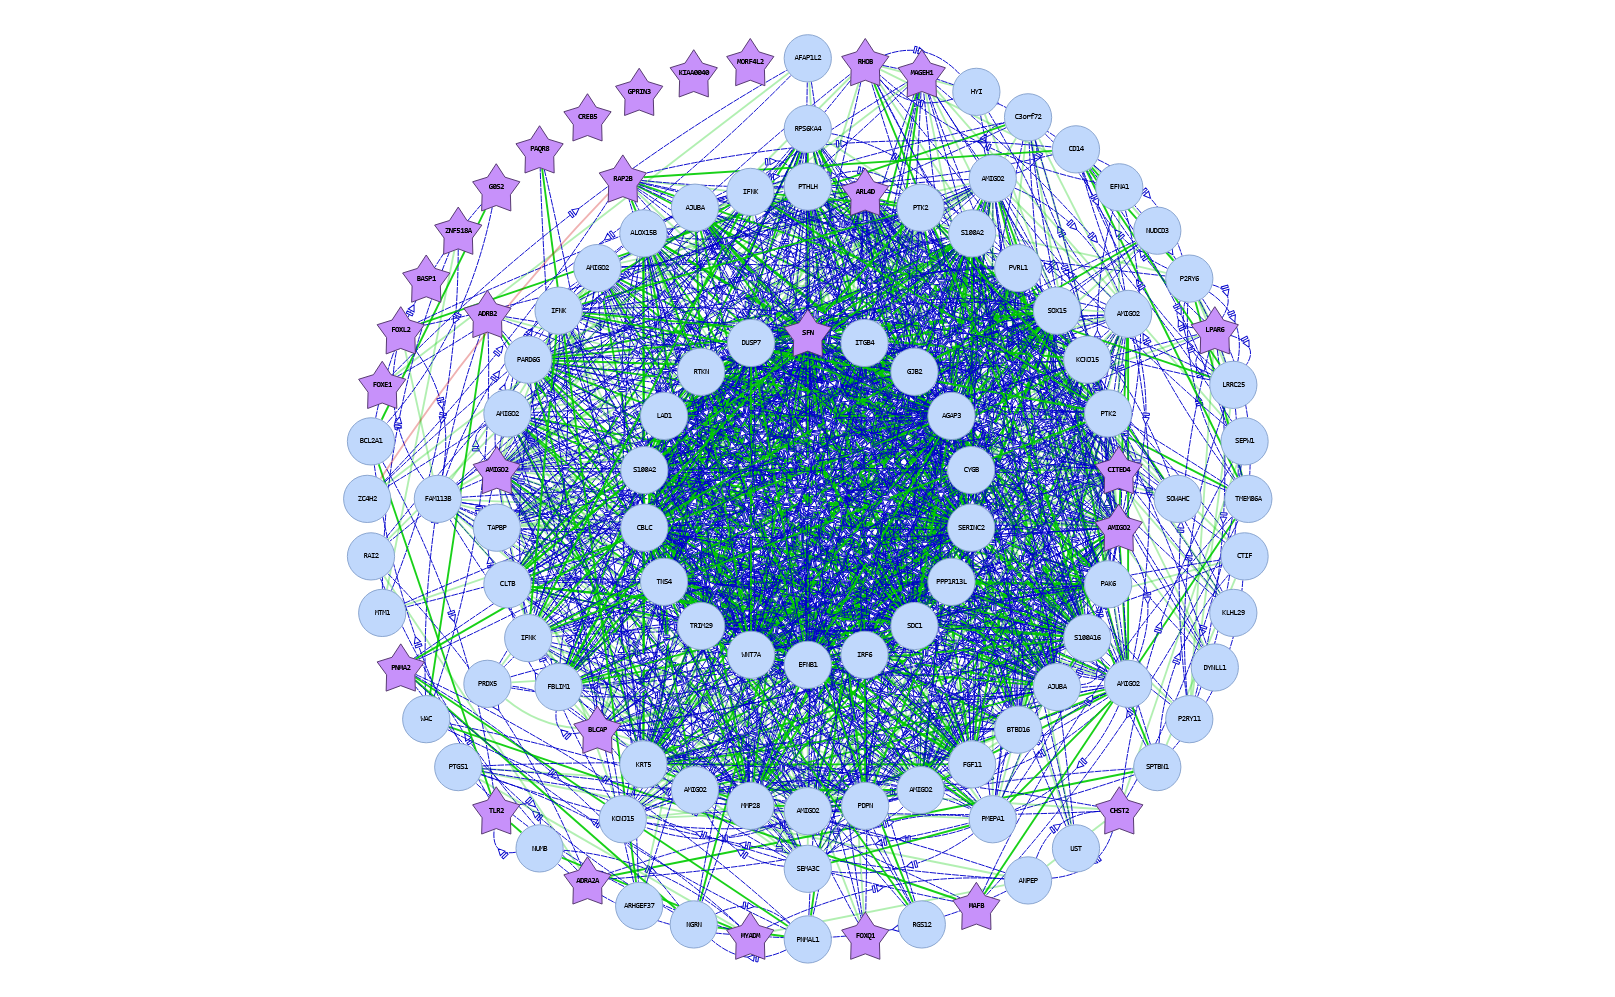 MORF4L2
AFAP1L2
RHOB
KIAA0040
MAGEH1
GPRIN3
HYI
CREB5
C3orf72
RPS6KA4
PAQR8
CD14
RAP2B
AMIGO2
G0S2
EFNA1
IFNK
PTHLH
ARL4D
AJUBA
PTK2
ZNF518A
ALOX15B
S100A2
NUDCD3
AMIGO2
PVRL1
BASP1
P2RY6
ADRB2
IFNK
SOX15
AMIGO2
FOXL2
SFN
LPAR6
DUSP7
ITGB4
PARD6G
KCNJ15
RTKN
GJB2
FOXE1
LRRC25
AMIGO2
LAD1
AGAP3
PTK2
BCL2A1
SEPW1
AMIGO2
S100A2
CYGB
CITED4
ZC4H2
FAM113B
SOWAHC
TMEM86A
TAPBP
CBLC
SERINC2
AMIGO2
RAI2
CTIF
CLTB
TNS4
PPP1R13L
PAK6
MTM1
KLHL29
TRIM29
SDC1
IFNK
S100A16
WNT7A
EFNB1
IRF6
PNMA2
DYNLL1
PRDX5
FBLIM1
AJUBA
AMIGO2
WAC
BLCAP
BTBD16
P2RY11
PTGS1
KRT5
FGF11
SPTBN1
AMIGO2
AMIGO2
TLR2
MMP28
AMIGO2
PDPN
CHST2
KCNJ15
PMEPA1
NUMB
UST
SEMA3C
ADRA2A
ANPEP
ARHGEF37
MAFB
NGRN
RGS12
MYADM
PNMAL1
FOXQ1